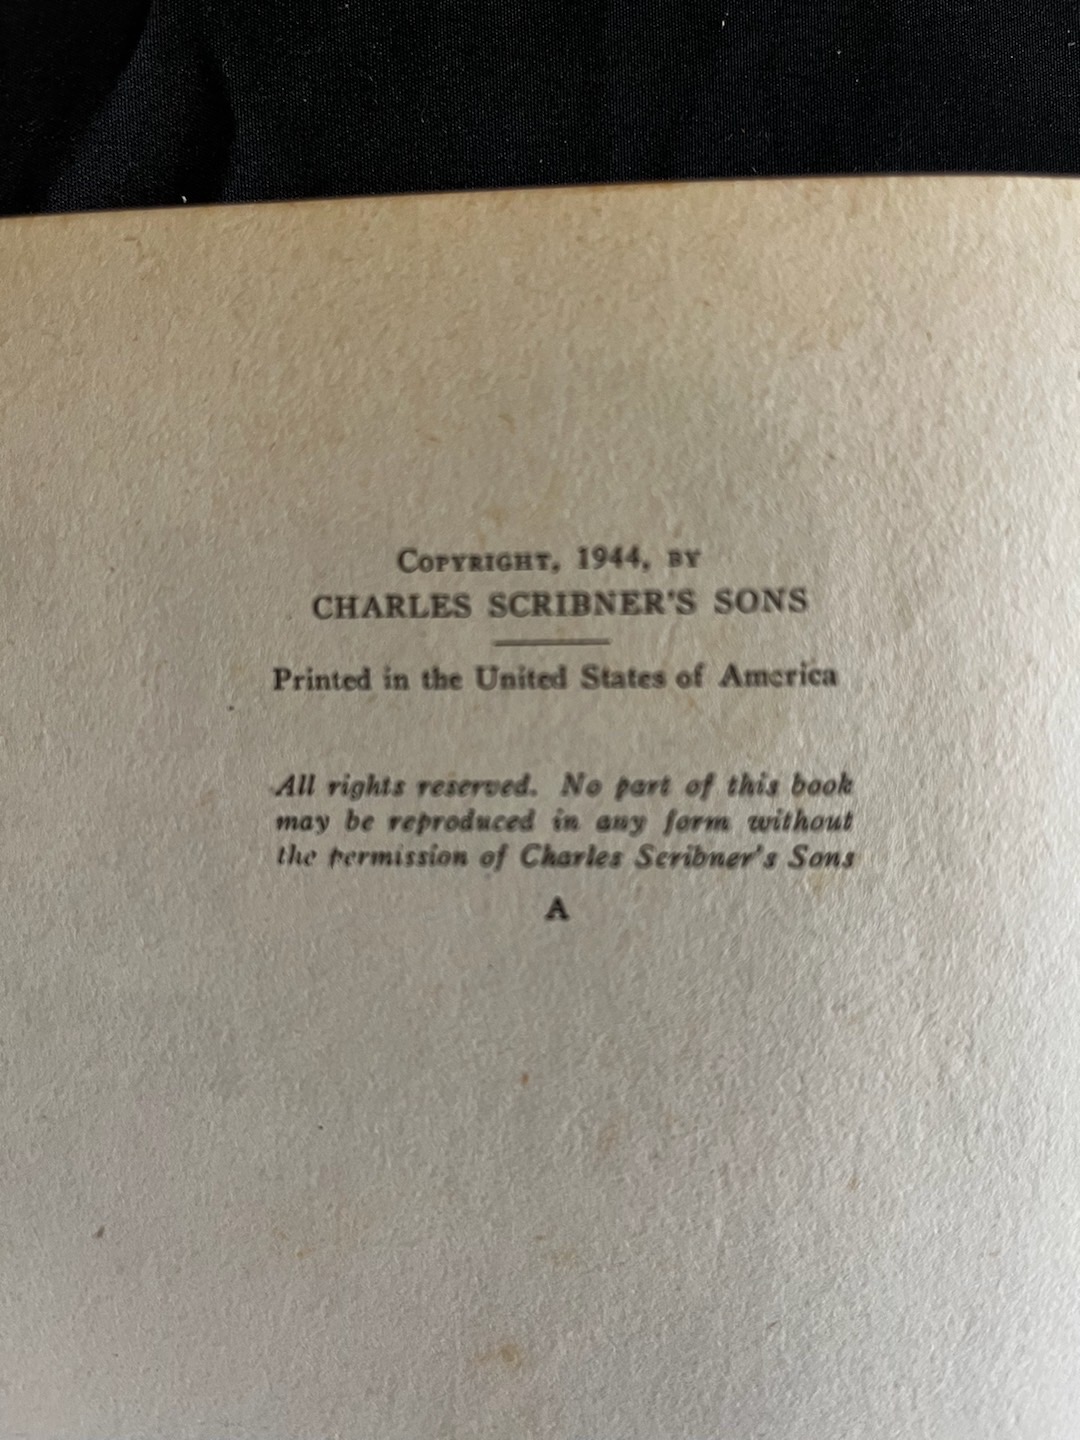 COPYRIGHT, 1944, BY
CHARLES SCRIBNER'S SONS
Printed in the United States of America
All rights reserved. No part of this book
may be reproduced in any form without
the permission of Charles Scribner's Sons
A